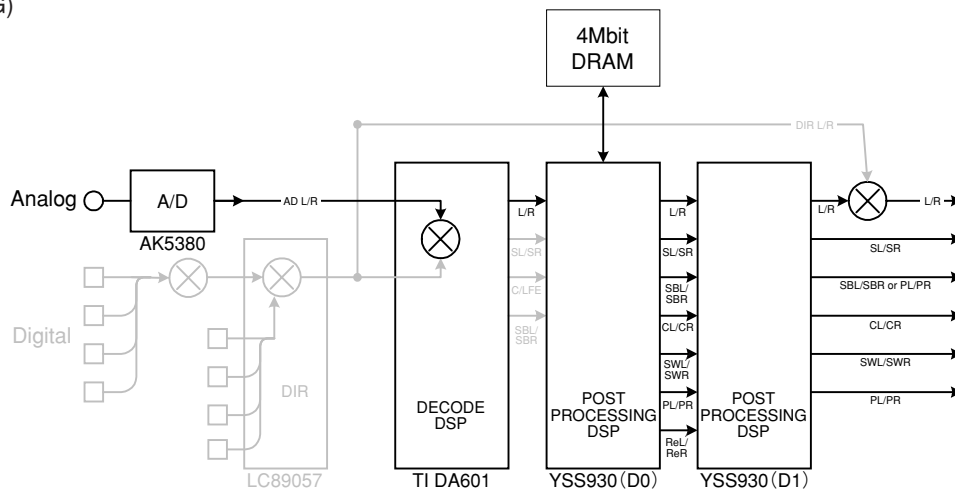 G)
4Mbit
DRAM
DIR L/R
Analog
A/D
AD L/R
AK5380
L/R
L/R
L/R
L/R
SL/SR
SL/SR
SL/SR
C/LFE
SBL/
SBR
SBL/SBR or PL/PR
SBL/
SBR
CL/CR
CL/CR
SWL/
SWR
SWL/SWR
PL/PR
PL/PR
ReL/
ReR
Digital
DIR
LC89057
DECODE
DSP
TI DA601
POST
PROCESSING
DSP
YSS930(D0)
POST
PROCESSING
DSP
YSS930(D1)